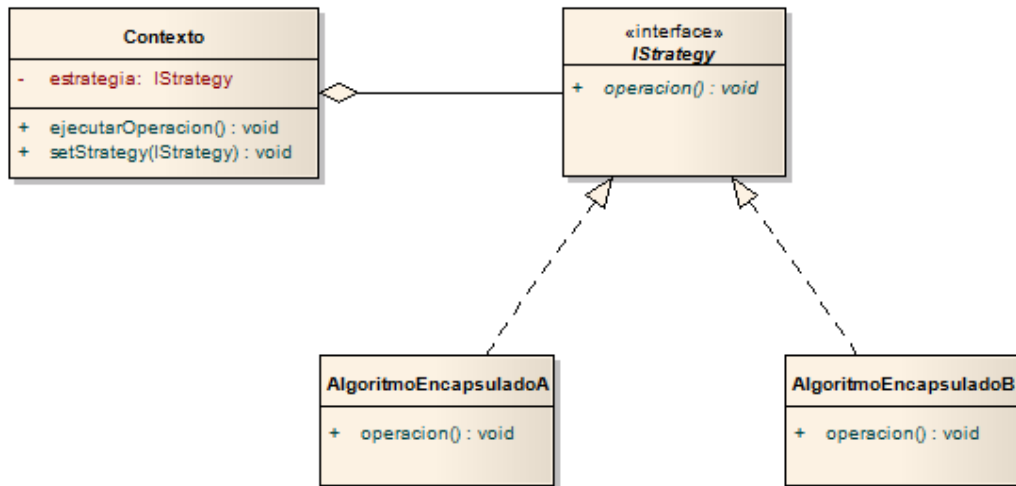 Contexto
- estrategia: IStrategy
+ ejecutarOperacion() : void
+ setStrategy(IStrategy) : void
«interface»
IStrategy
+ operacion() : void
AlgoritmoEncapsuladoA
+ operacion() : void
AlgoritmoEncapsuladoB
+ operacion() : void